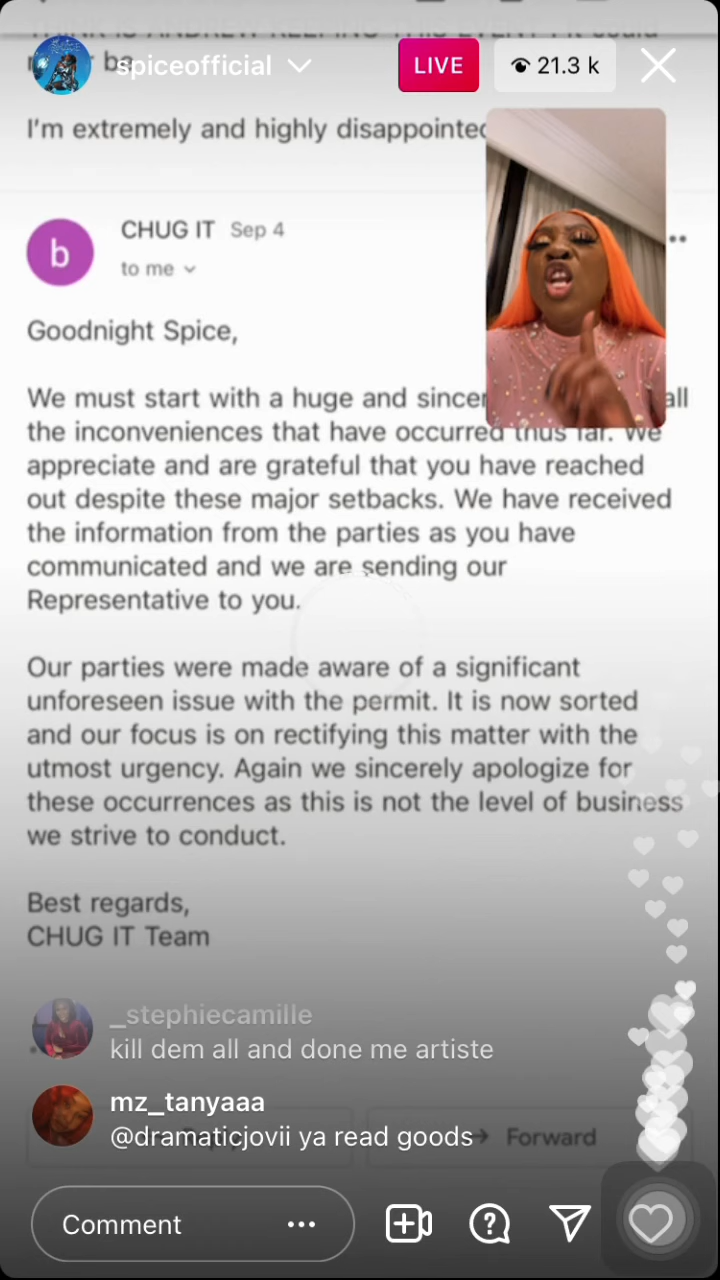 spiceofficial
LIVE
21.3 k
I'm extremely and highly disappointed
CHUG IT Sep 4
b
to me
Goodnight Spice,
We must start with a huge and all
the inconveniences that have occurred thus far. We
appreciate and are grateful that you have reached
out despite these major setbacks. We have received
the information from the parties as you have
communicated and we are sending our
Representative to you.
Our parties were made aware of a significant
unforeseen issue with the permit. It is now sorted
and our focus is on rectifying this matter with the
utmost urgency. Again we sincerely apologize for
these occurrences as this is not the level of business
we strive to conduct.
Best regards,
CHUG IT Team
_stephiecamille
kill dem all and done me artiste
mz_tanyaaa
@dramaticjovii ya read goods
Forward
Comment